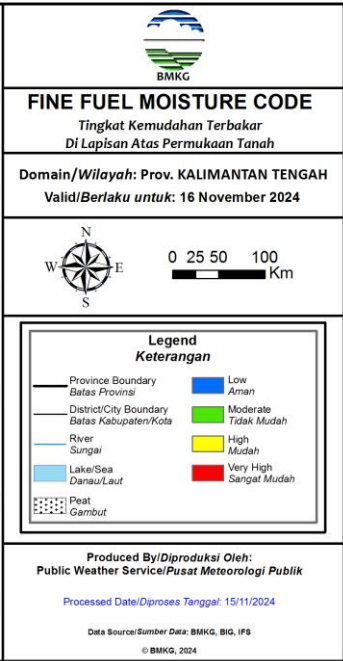 BMKG
FINE FUEL MOISTURE CODE
Tingkat Kemudahan Terbakar
Di Lapisan Atas Permukaan Tanah
Domain/Wilayah: Prov. KALIMANTAN TENGAH
Valid/Berlaku untuk: 16 November 2024
N
W E
S
0 25 50 100
Km
Legend
Keterangan
Province Boundary
Batas Provinsi
District/City Boundary
Batas Kabupaten/Kota
River
Sungai
Lake/Sea
Danau/Laut
Peat
Gambut
Low
Aman
Moderate
Tidak Mudah
High
Mudah
Very High
Sangat Mudah
Produced By/Diproduksi Oleh:
Public Weather Service/Pusat Meteorologi Publik
Processed Date/Diproses Tanggal: 15/11/2024
Data Source/Sumber Data: BMKG, BIG, IFS
© BMKG, 2024